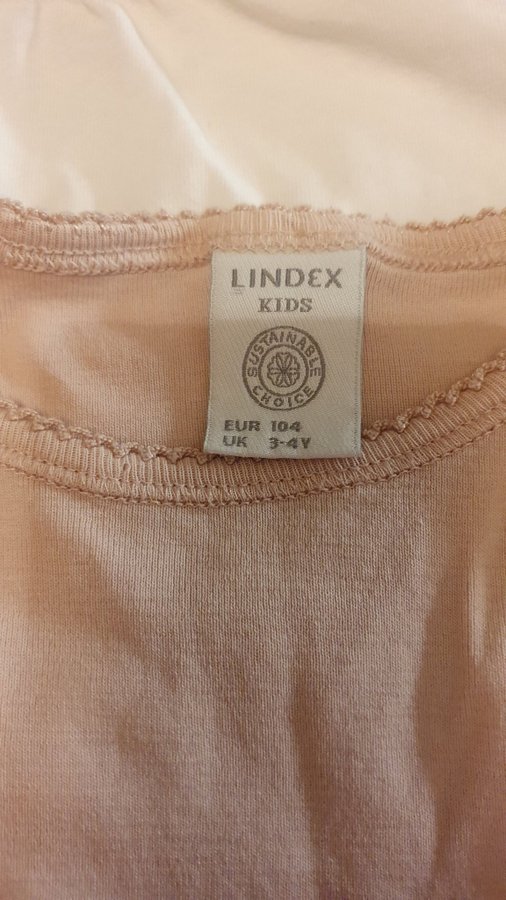 LINDEX
KIDS
SUSTAINABLE
CHOICE
EUR 104
UK 3-4Y